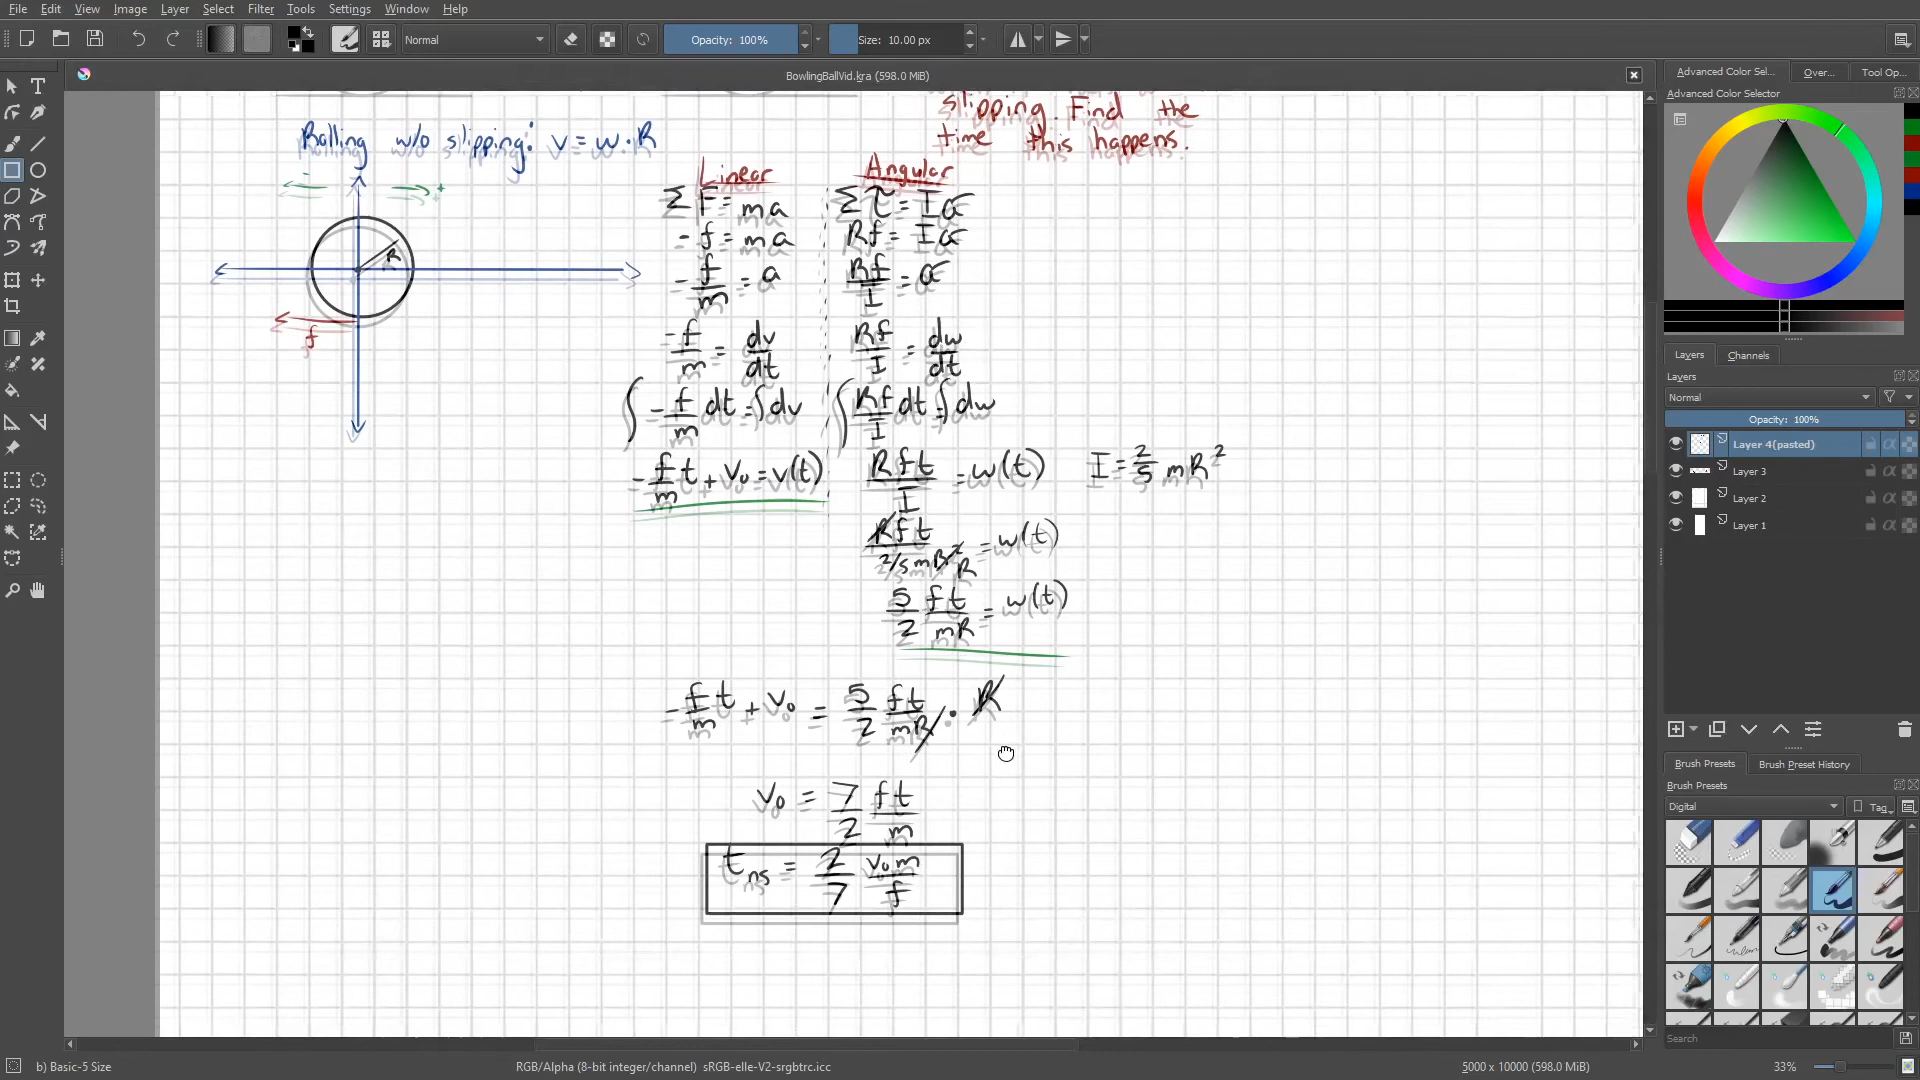 File Edit View Image Layer Select Filter Tools Settings Window Help
Normal
Opacity: 100%
Size: 10.00 px
BowlingBallVid.kra (598.0 MiB)
Advanced Color Sel...
Over...
Tool Op...
Advanced Color Selector
slipping. Find the
time this happens.
Rolling w/o slipping: v = w·R
- +
R
f
Linear
ΣF = ma
-f = ma
-f/m = a
-f/m = dv/dt
∫ -f/m dt = ∫dv
-f/m t + v₀ = v(t)
Angular
Στ = Iα
Rf = Iα
Rf/I = α
Rf/I = dw/dt
∫ Rf/I dt = ∫dw
Rft/I = w(t) I = 2/5 mR²
Rft / 2/5 mR² R = w(t)
5/2 ft/mR = w(t)
-f/m t + v₀ = 5/2 ft/mR · R
v₀ = 7/2 ft/m
t_ns = 2/7 v₀m/f
Layers Channels
Layers
Normal
Opacity: 100%
Layer 4(pasted)
Layer 3
Layer 2
Layer 1
Brush Presets Brush Preset History
Brush Presets
Digital
Tag
Search
b) Basic-5 Size
RGB/Alpha (8-bit integer/channel) sRGB-elle-V2-srgbtrc.icc
5000 x 10000 (598.0 MiB)
33%